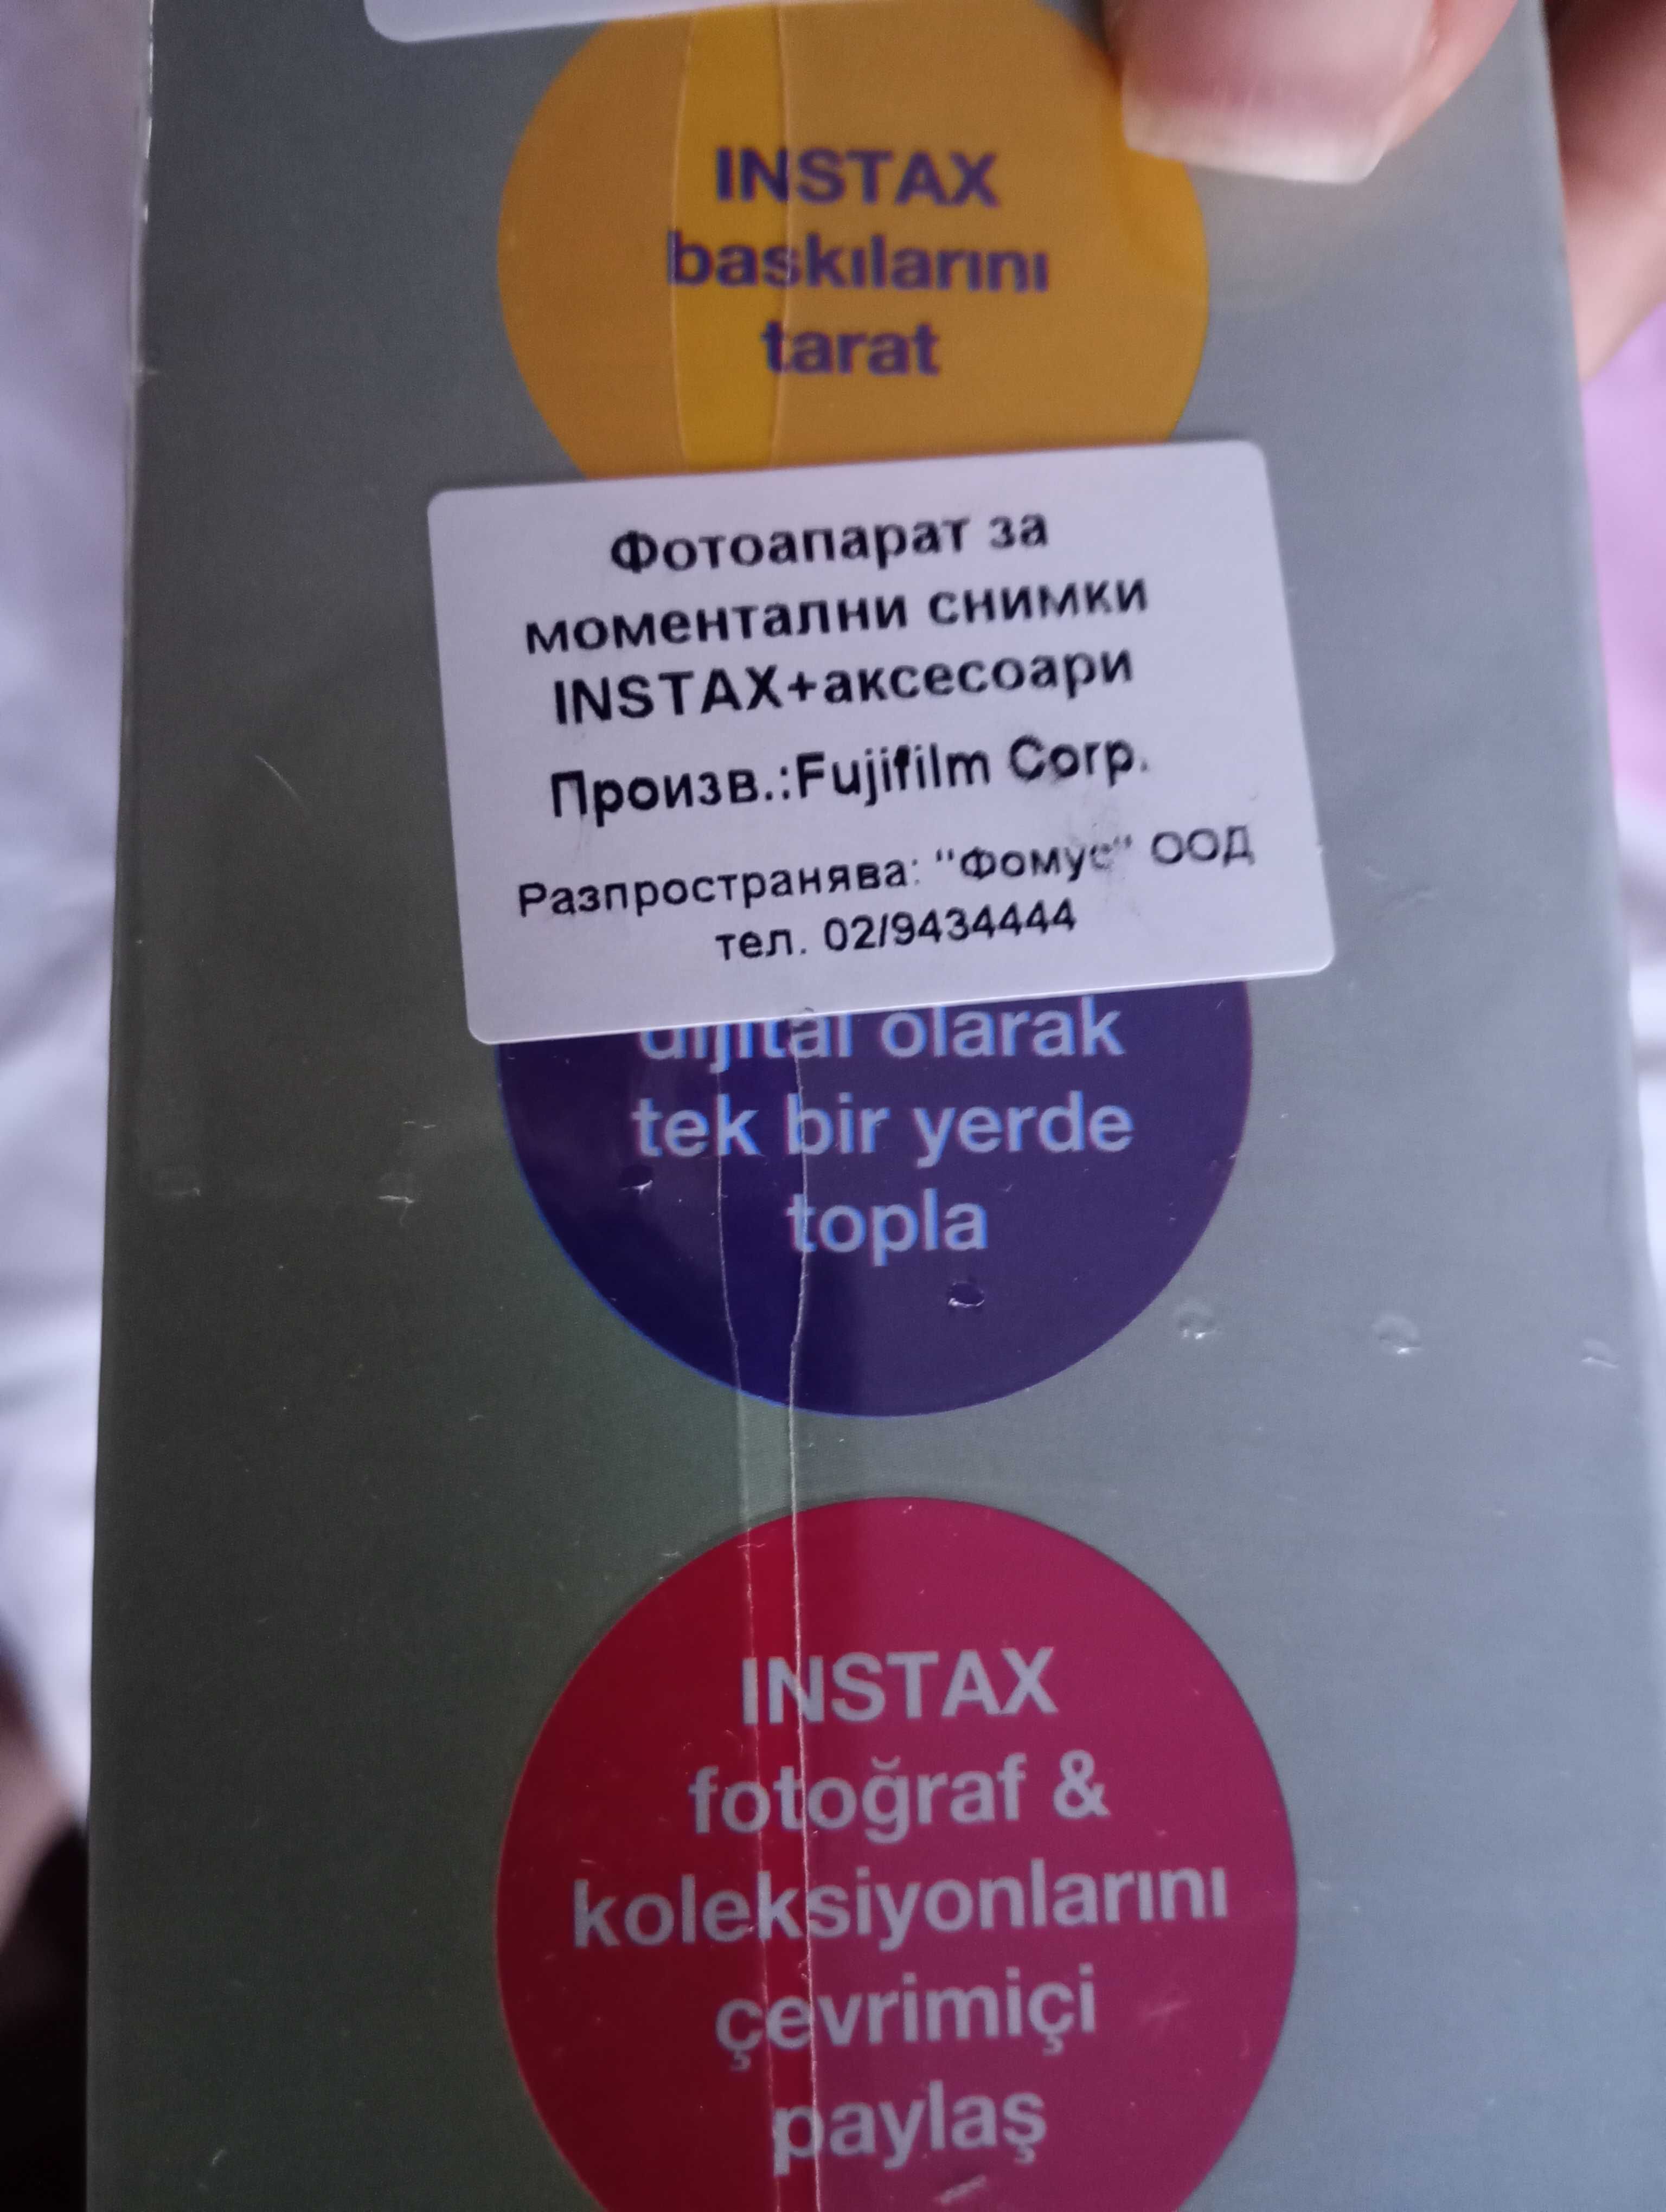 INSTAX
baskılarını
tarat
Фотоапарат за
моментални снимки
INSTAX+аксесоари
Произв.:Fujifilm Corp.
Разпространява: "Фомус" ООД
тел. 02/9434444
dijital olarak
tek bir yerde
topla
INSTAX
fotoğraf &
koleksiyonlarını
çevrimiçi
paylaş